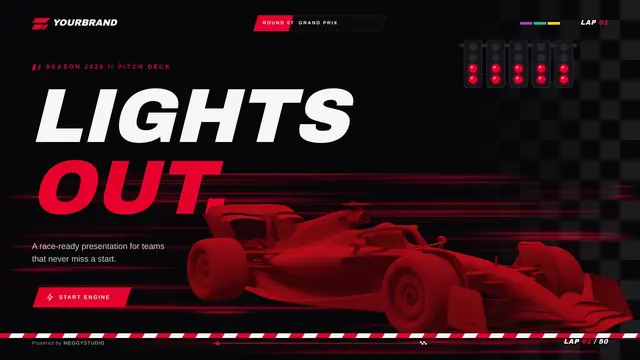 YOURBRAND
ROUND 07 GRAND PRIX
LAP 01
SEASON 2026 // PITCH DECK
LIGHTS
OUT.
A race-ready presentation for teams
that never miss a start.
START ENGINE
Powered by MEGGYSTUDIO
LAP 01 / 50